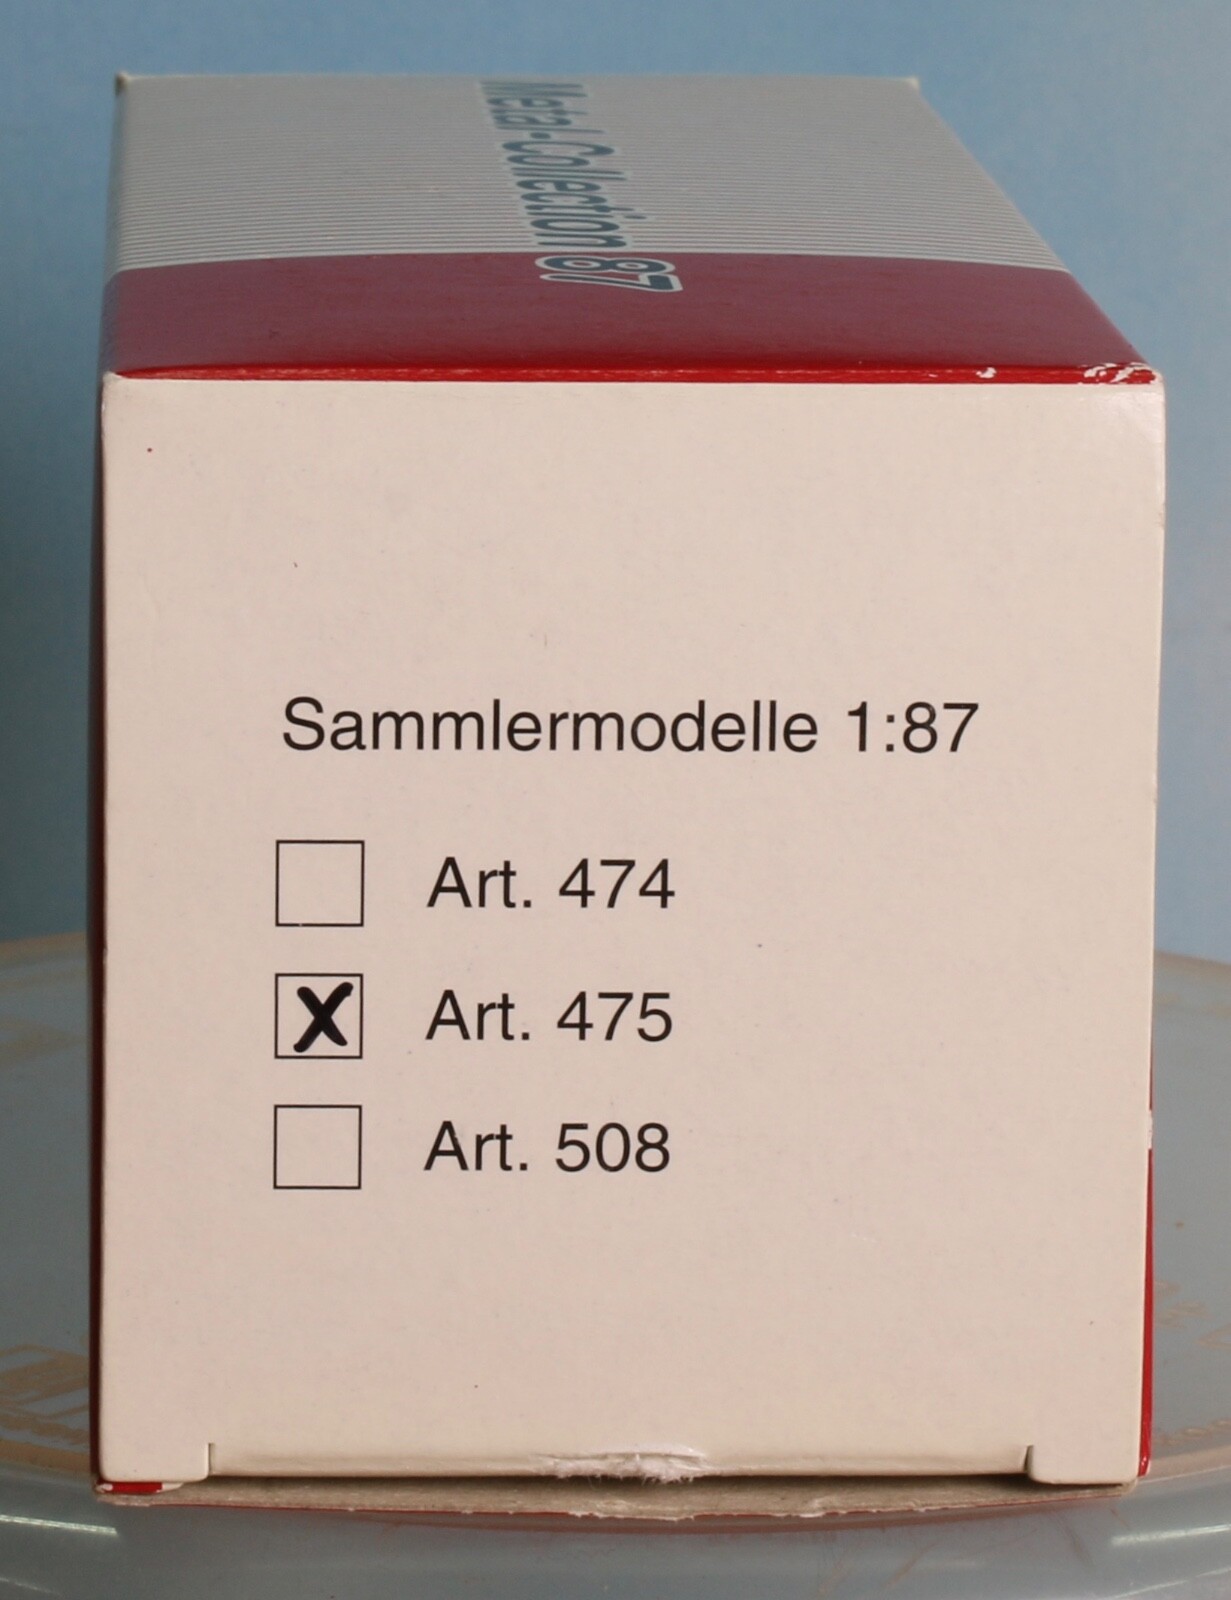 Metal-Collection 87
Sammlermodelle 1:87
Art. 474
X Art. 475
Art. 508